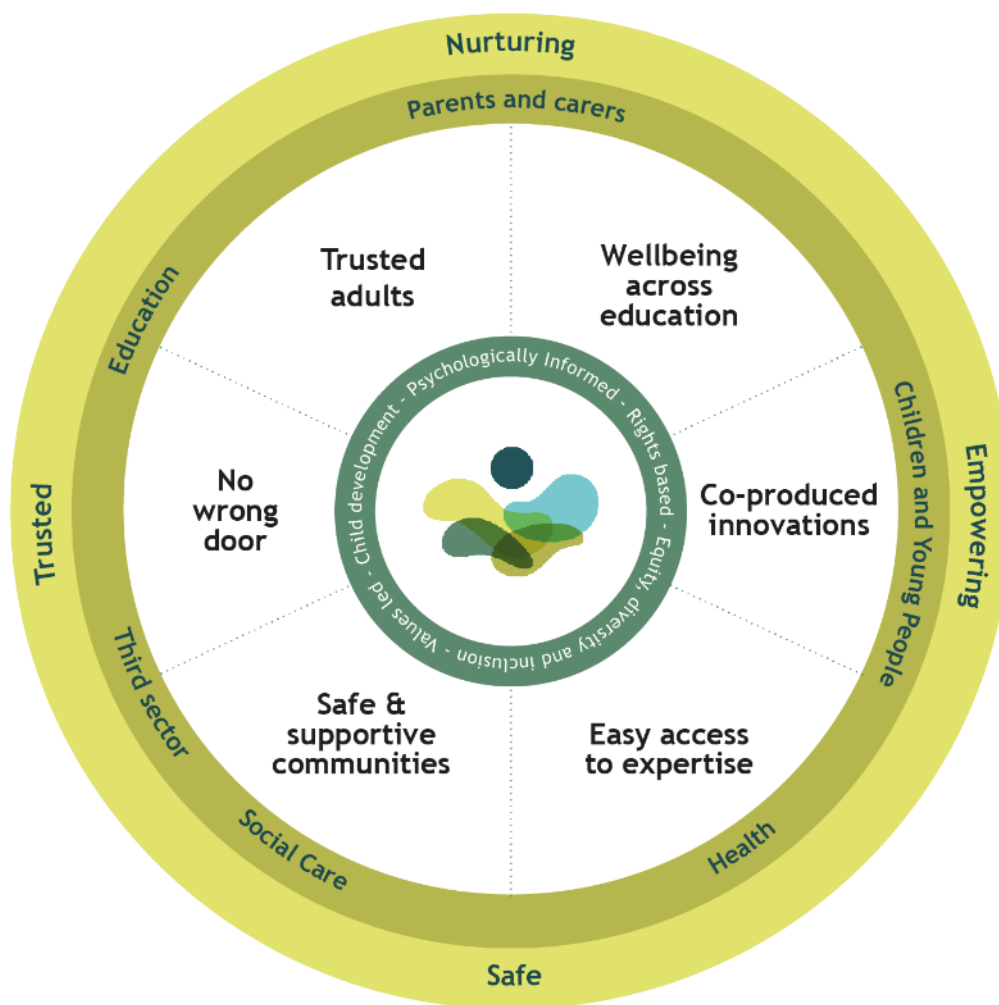 Nurturing
Parents and carers
Trusted
adults
Wellbeing
across
education
Education
Children and Young People
Empowering
Trusted
No
wrong
door
Co-produced
innovations
Child development - Psychologically Informed - Rights based - Equity, diversity and inclusion - Values led -
Third sector
Safe &
supportive
communities
Easy access
to expertise
Social Care
Health
Safe